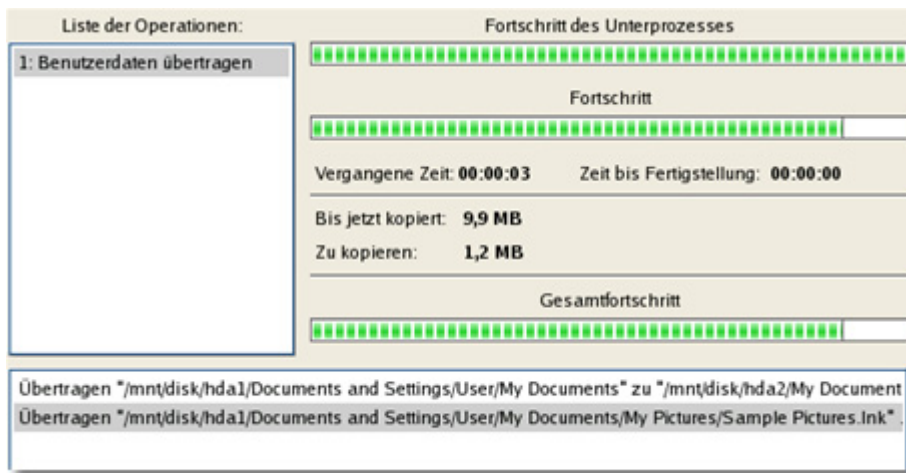 Liste der Operationen:
1: Benutzerdaten übertragen
Fortschritt des Unterprozesses
Fortschritt
Vergangene Zeit: 00:00:03 Zeit bis Fertigstellung: 00:00:00
Bis jetzt kopiert: 9,9 MB
Zu kopieren: 1,2 MB
Gesamtfortschritt
Übertragen "/mnt/disk/hda1/Documents and Settings/User/My Documents" zu "/mnt/disk/hda2/My Document
Übertragen "/mnt/disk/hda1/Documents and Settings/User/My Documents/My Pictures/Sample Pictures.lnk" .